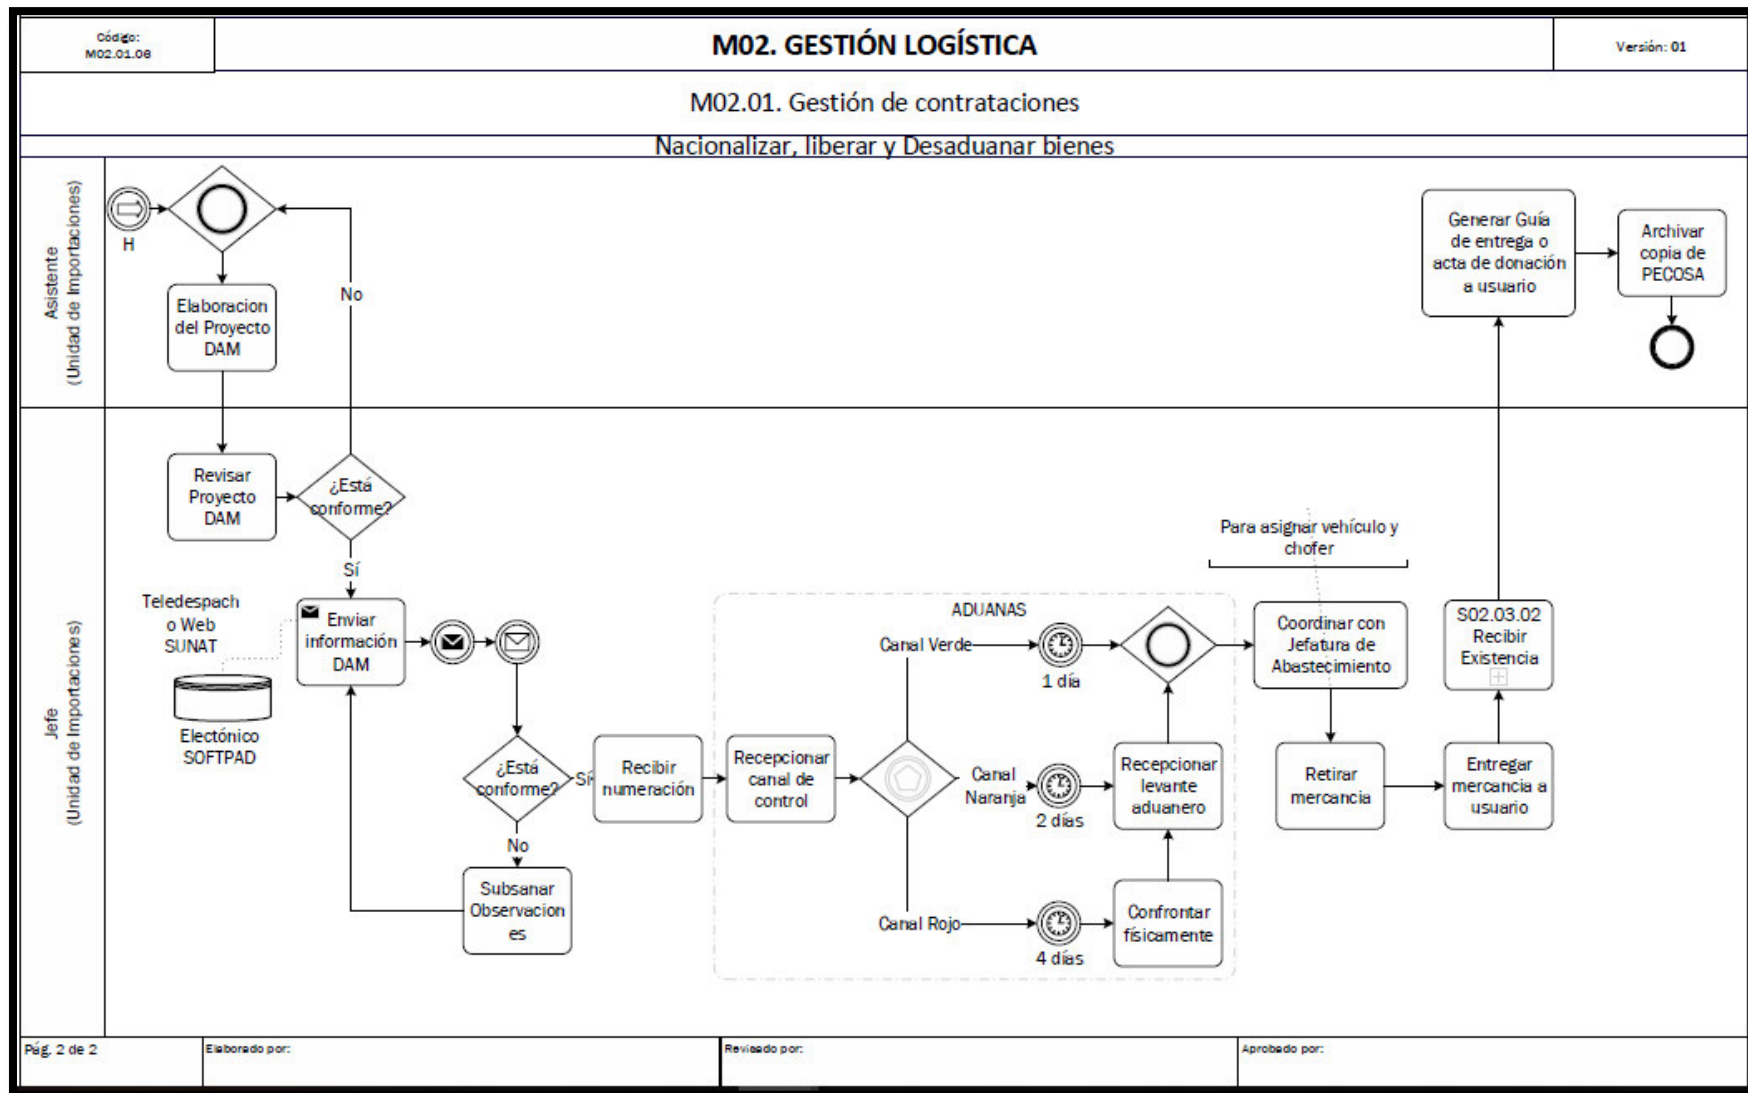 Código:
M02.01.06
M02. GESTIÓN LOGÍSTICA
Versión: 01
M02.01. Gestión de contrataciones
Nacionalizar, liberar y Desaduanar bienes
Asistente
(Unidad de Importaciones)
H
No
Elaboracion
del Proyecto
DAM
Generar Guía
de entrega o
acta de donación
a usuario
Archivar
copia de
PECOSA
Jefe
(Unidad de Importaciones)
Revisar
Proyecto
DAM
¿Está
conforme?
Sí
Teledespach
o Web
SUNAT
Electónico
SOFTPAD
Enviar
información
DAM
¿Está
conforme?
Sí
No
Subsanar
Observacion
es
Recibir
numeración
ADUANAS
Recepcionar
canal de
control
Canal Verde
1 día
Canal
Naranja
2 días
Canal Rojo
4 días
Recepcionar
levante
aduanero
Confrontar
físicamente
Para asignar vehículo y
chofer
Coordinar con
Jefatura de
Abastecimiento
Retirar
mercancia
Entregar
mercancia a
usuario
S02.03.02
Recibir
Existencia
Pág. 2 de 2
Elaborado por:
Revisado por:
Aprobado por: